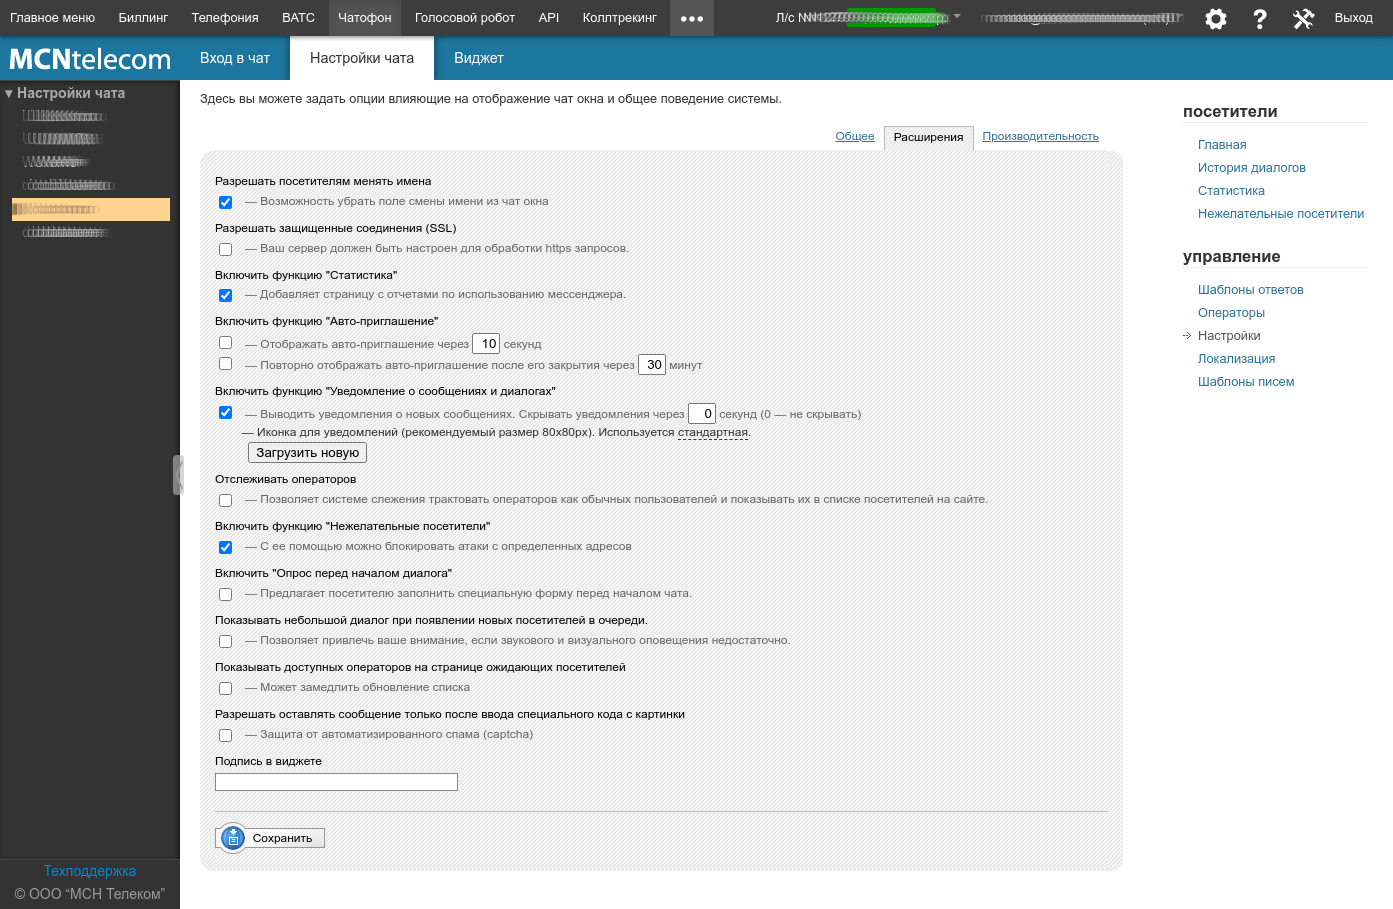 Главное меню Биллинг Телефония ВАТС Чатофон Голосовой робот API Коллтрекинг Л/с Выход
MCNtelecom Вход в чат Настройки чата Виджет
▾ Настройки чата
Здесь вы можете задать опции влияющие на отображение чат окна и общее поведение системы.
Общее Расширения Производительность
Разрешать посетителям менять имена
— Возможность убрать поле смены имени из чат окна
Разрешать защищенные соединения (SSL)
— Ваш сервер должен быть настроен для обработки https запросов.
Включить функцию "Статистика"
— Добавляет страницу с отчетами по использованию мессенджера.
Включить функцию "Авто-приглашение"
— Отображать авто-приглашение через 10 секунд
— Повторно отображать авто-приглашение после его закрытия через 30 минут
Включить функцию "Уведомление о сообщениях и диалогах"
— Выводить уведомления о новых сообщениях. Скрывать уведомления через 0 секунд (0 — не скрывать)
— Иконка для уведомлений (рекомендуемый размер 80x80px). Используется стандартная.
Загрузить новую
Отслеживать операторов
— Позволяет системе слежения трактовать операторов как обычных пользователей и показывать их в списке посетителей на сайте.
Включить функцию "Нежелательные посетители"
— С ее помощью можно блокировать атаки с определенных адресов
Включить "Опрос перед началом диалога"
— Предлагает посетителю заполнить специальную форму перед началом чата.
Показывать небольшой диалог при появлении новых посетителей в очереди.
— Позволяет привлечь ваше внимание, если звукового и визуального оповещения недостаточно.
Показывать доступных операторов на странице ожидающих посетителей
— Может замедлить обновление списка
Разрешать оставлять сообщение только после ввода специального кода с картинки
— Защита от автоматизированного спама (captcha)
Подпись в виджете
Сохранить
посетители
Главная
История диалогов
Статистика
Нежелательные посетители
управление
Шаблоны ответов
Операторы
Настройки
Локализация
Шаблоны писем
Техподдержка
© ООО “МСН Телеком”